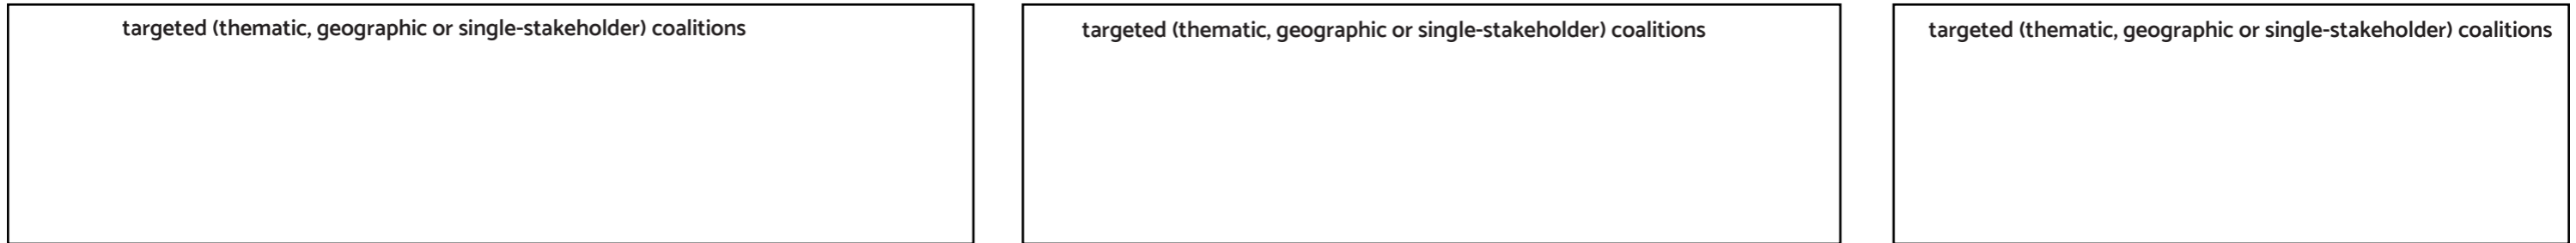 targeted (thematic, geographic or single-stakeholder) coalitions
targeted (thematic, geographic or single-stakeholder) coalitions
targeted (thematic, geographic or single-stakeholder) coalitions